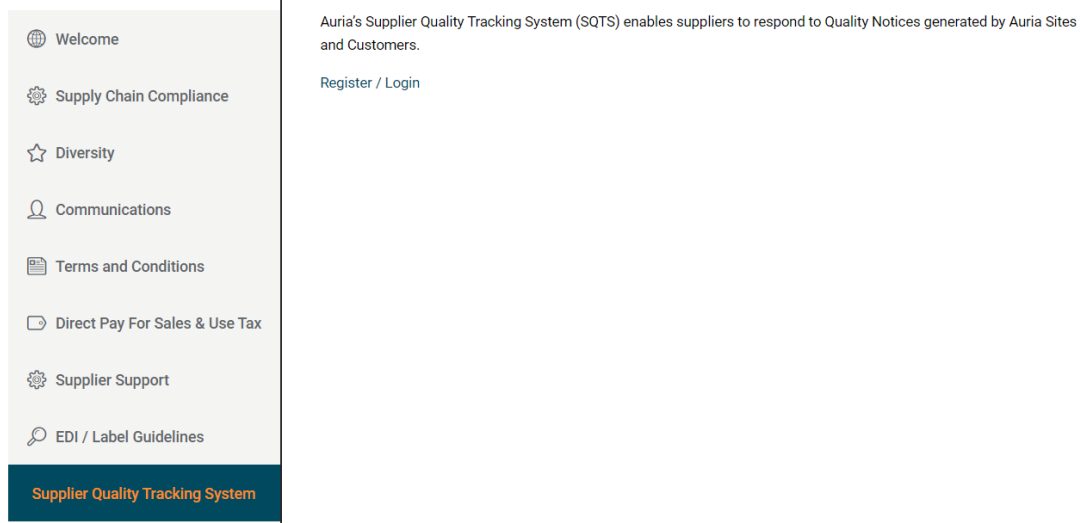 Welcome
Supply Chain Compliance
Diversity
Communications
Terms and Conditions
Direct Pay For Sales & Use Tax
Supplier Support
EDI / Label Guidelines
Supplier Quality Tracking System
Auria’s Supplier Quality Tracking System (SQTS) enables suppliers to respond to Quality Notices generated by Auria Sites
and Customers.
Register / Login